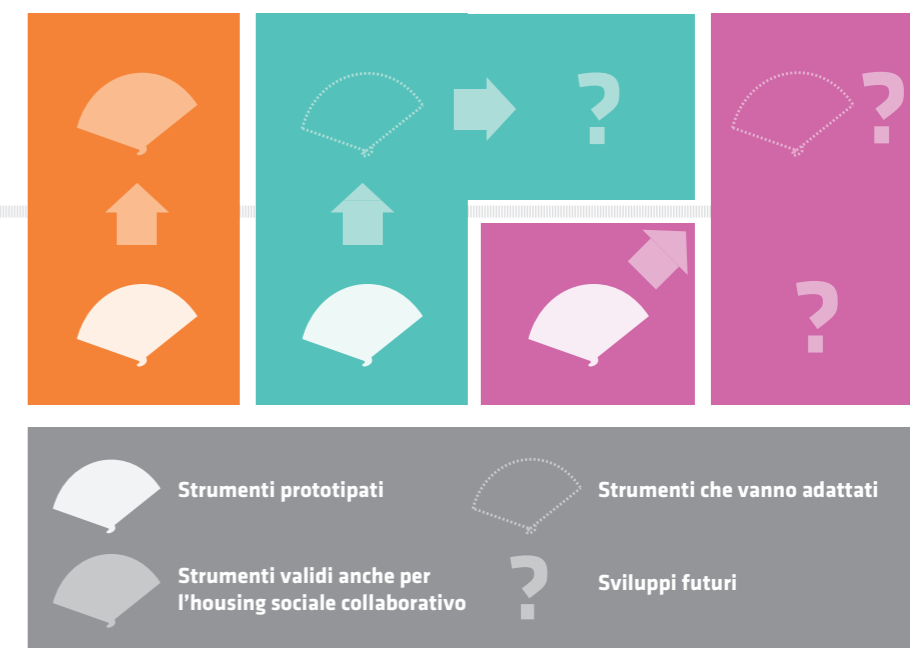 ?
?
?
Strumenti prototipati
Strumenti che vanno adattati
Strumenti validi anche per
l’housing sociale collaborativo
?
Sviluppi futuri